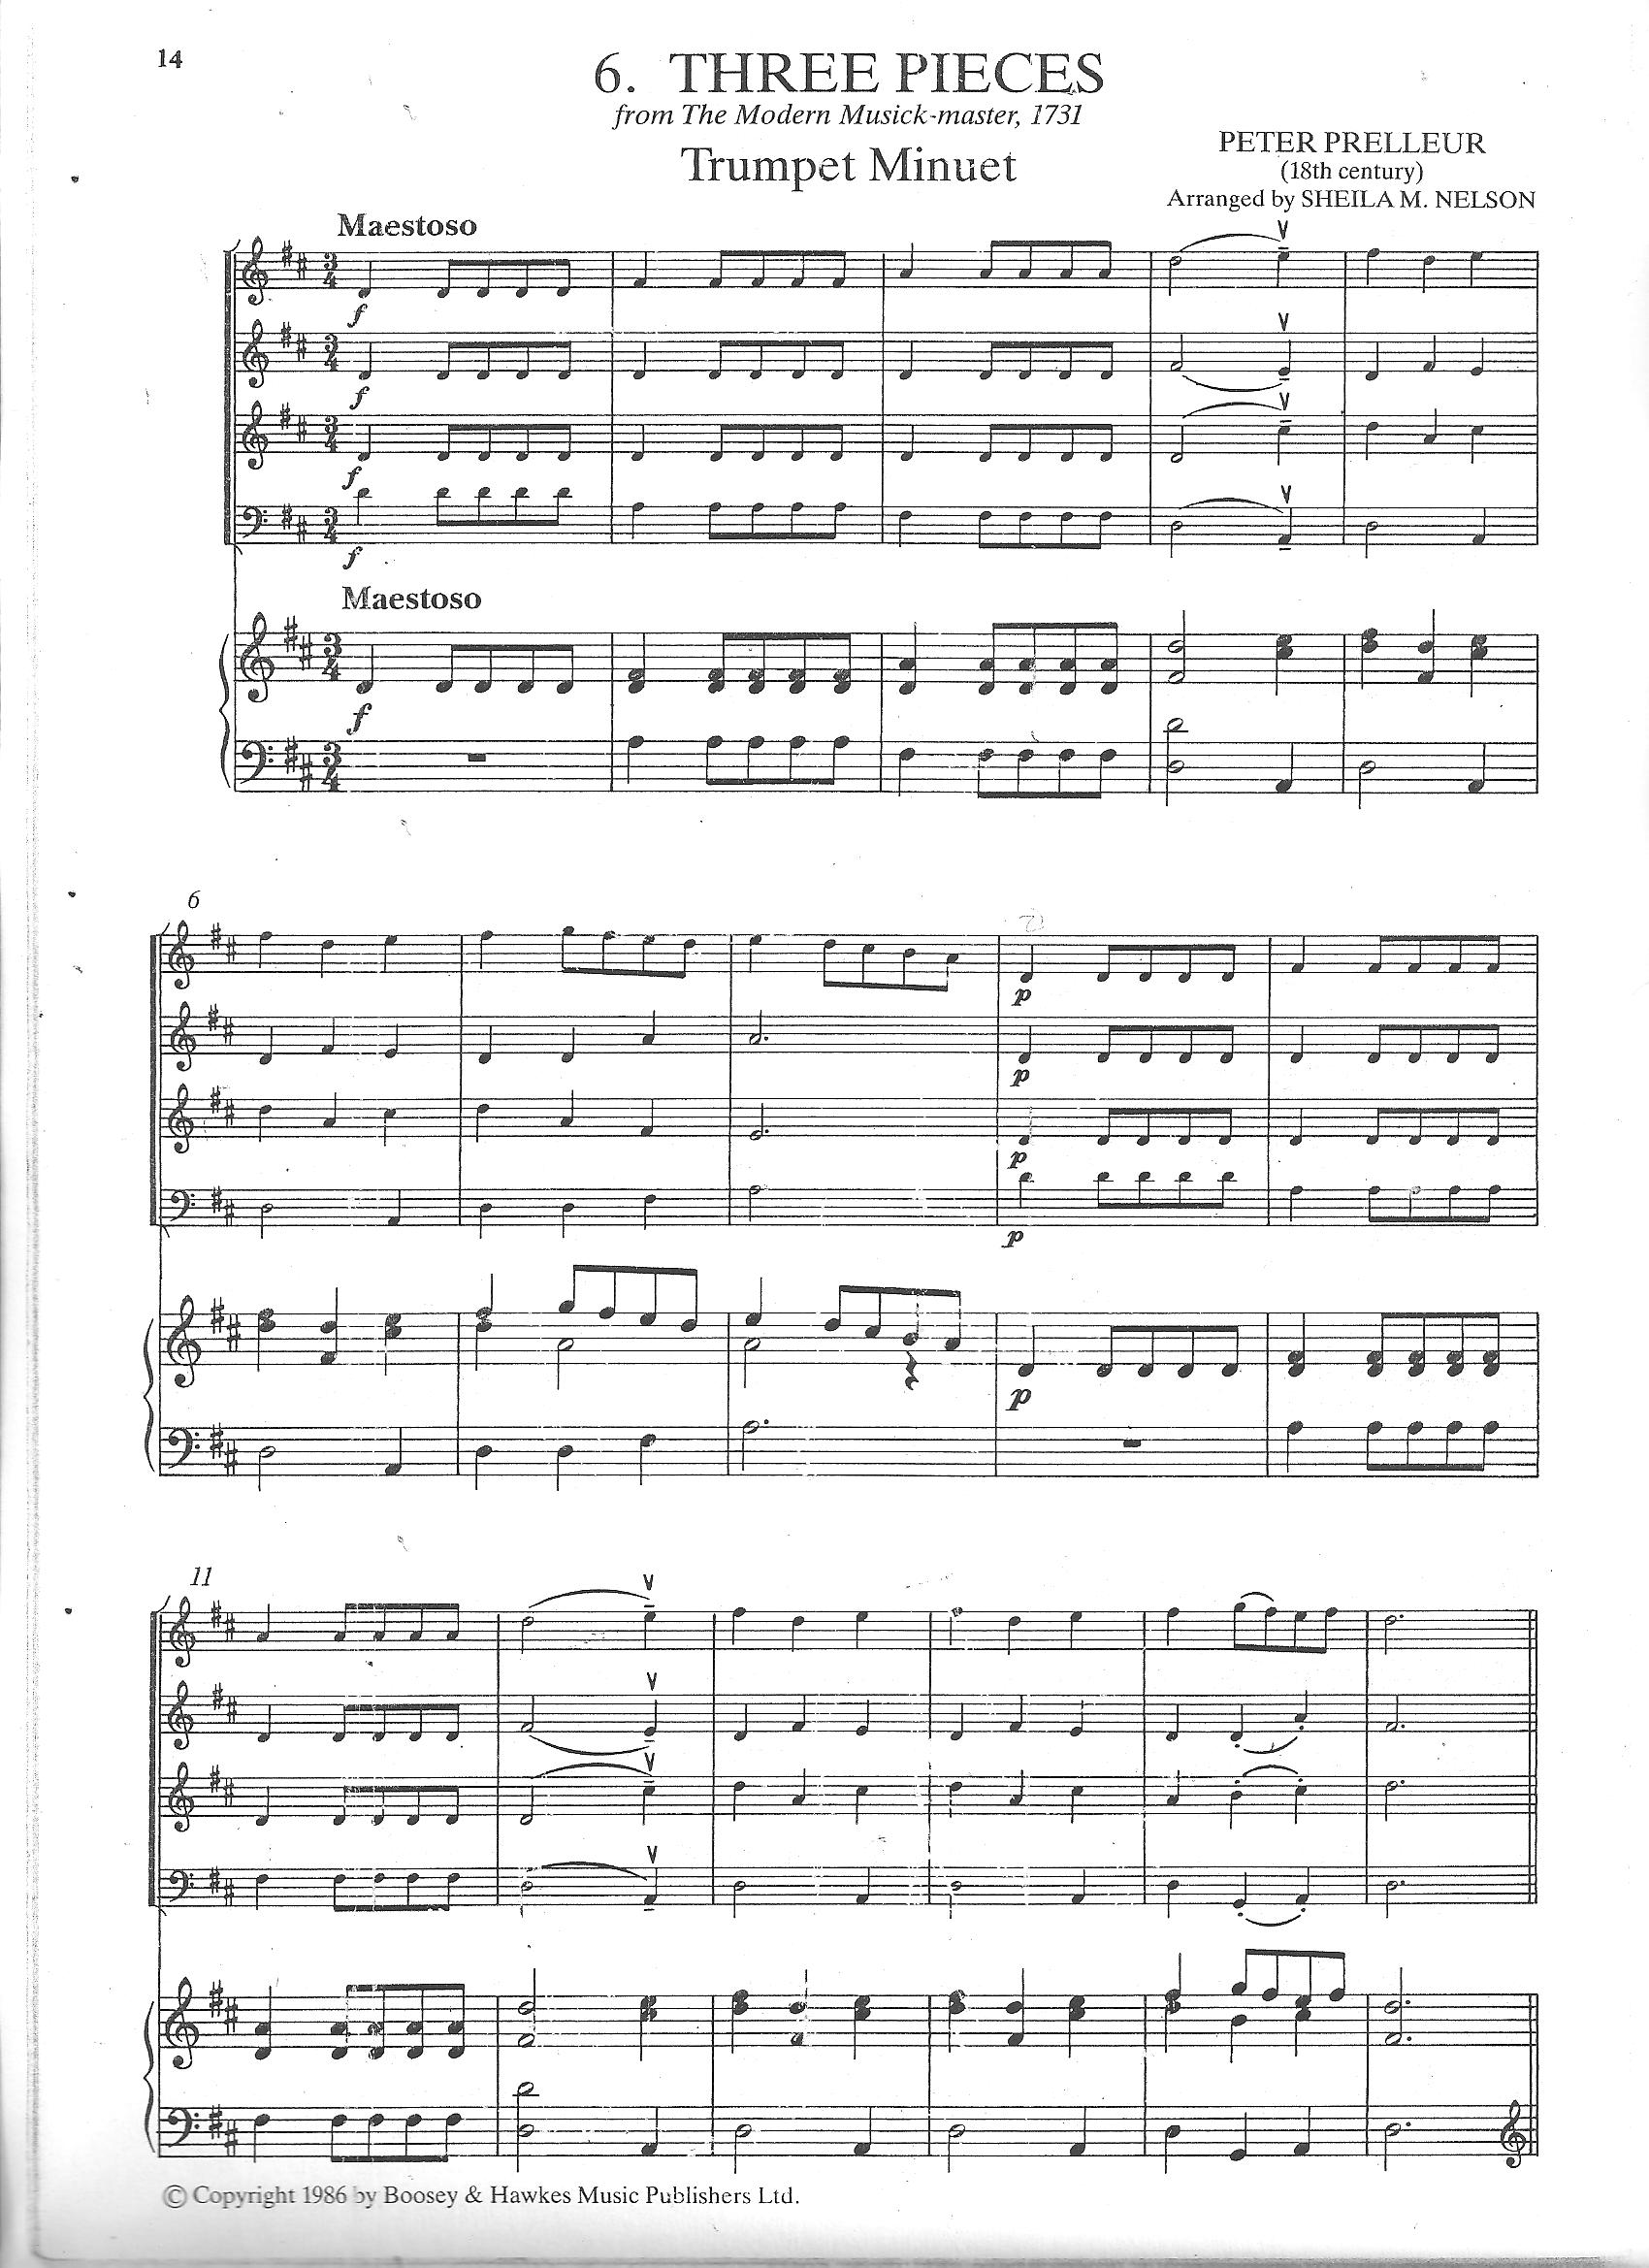 14
6. THREE PIECES
from The Modern Musick-master, 1731
Trumpet Minuet
PETER PRELLEUR
(18th century)
Arranged by SHEILA M. NELSON
Maestoso
f
f
f
f
Maestoso
f
6
p
p
p
p
p
11
© Copyright 1986 by Boosey & Hawkes Music Publishers Ltd.